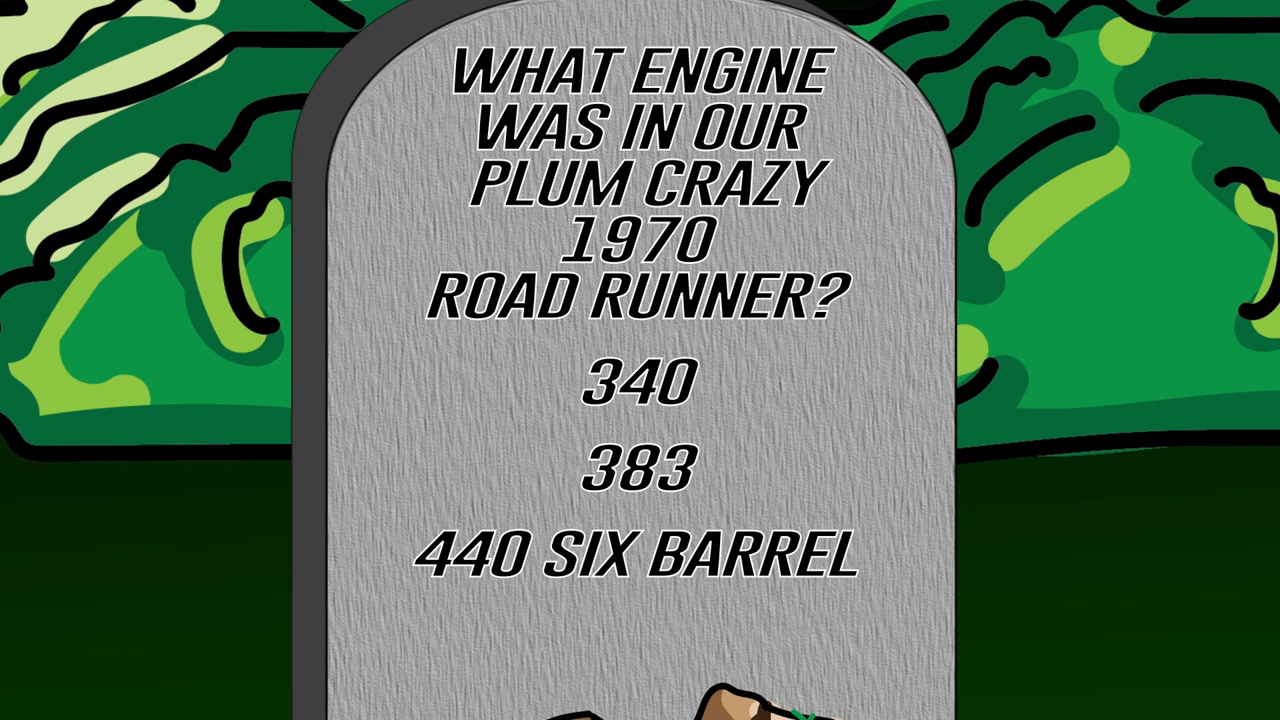 WHAT ENGINE
WAS IN OUR
PLUM CRAZY
1970
ROAD RUNNER?
340
383
440 SIX BARREL